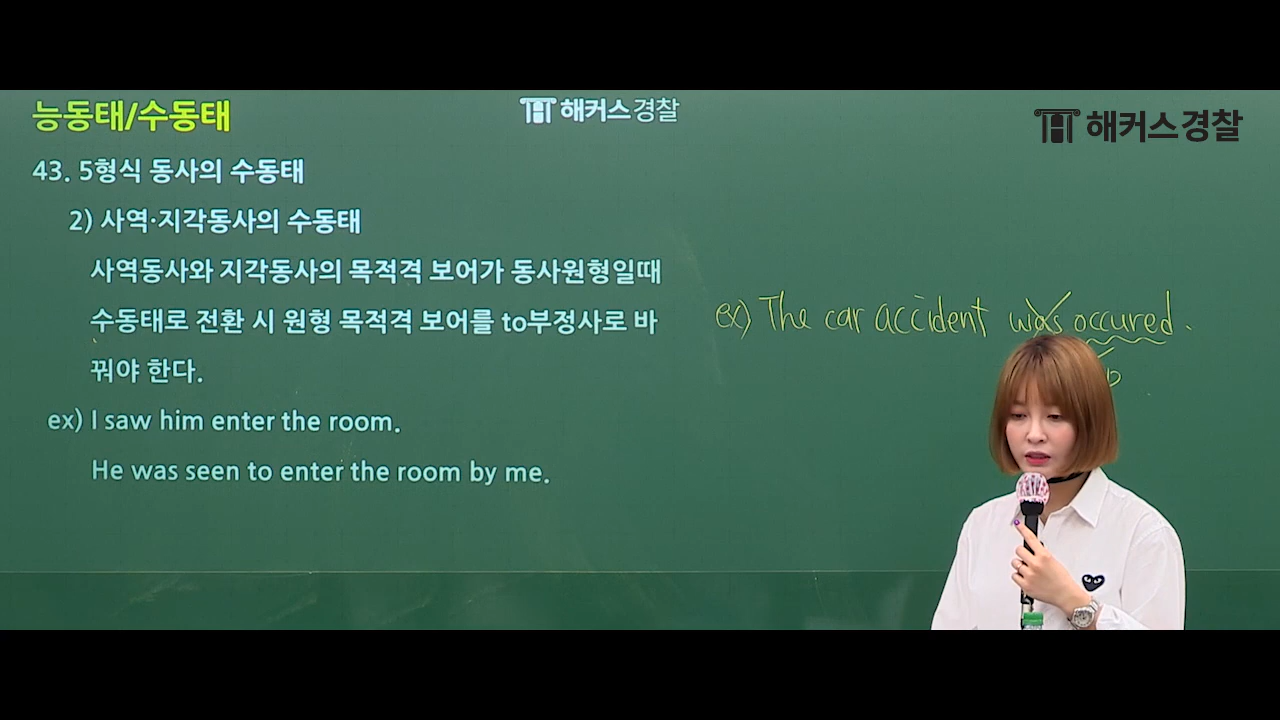 능동태/수동태
해커스경찰
해커스경찰
43. 5형식 동사의 수동태
2) 사역·지각동사의 수동태
사역동사와 지각동사의 목적격 보어가 동사원형일때
수동태로 전환 시 원형 목적격 보어를 to부정사로 바
꿔야 한다.
ex) The car accident was occured.
ex) I saw him enter the room.
He was seen to enter the room by me.